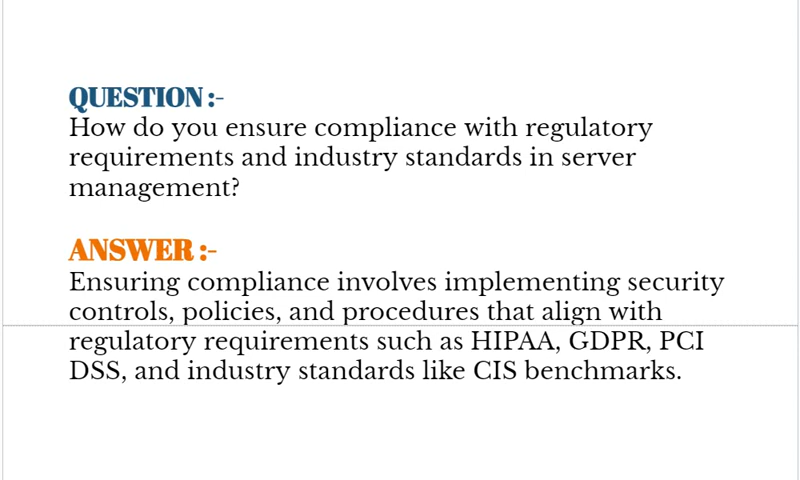 QUESTION :-
How do you ensure compliance with regulatory
requirements and industry standards in server
management?
ANSWER :-
Ensuring compliance involves implementing security
controls, policies, and procedures that align with
regulatory requirements such as HIPAA, GDPR, PCI
DSS, and industry standards like CIS benchmarks.